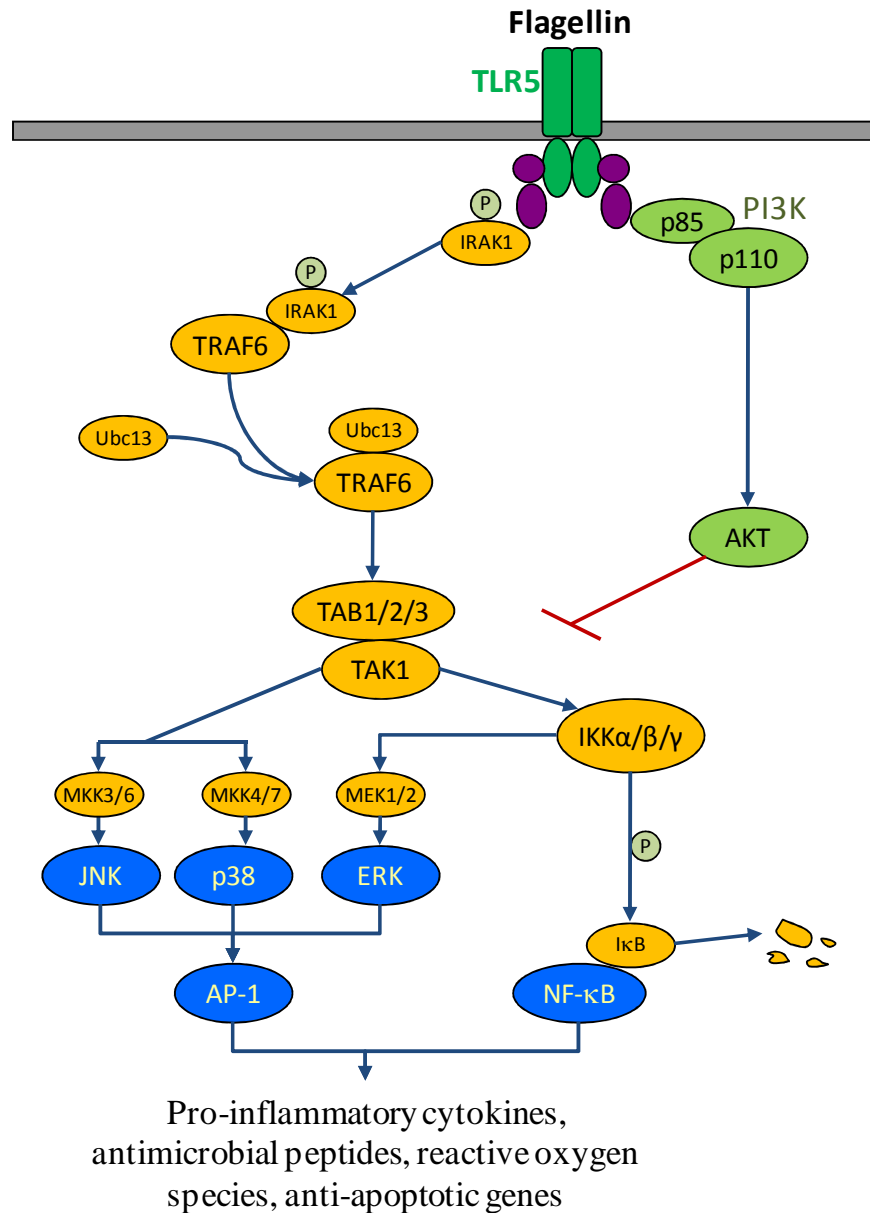 Flagellin
TLR5
P
IRAK1
p85
PI3K
p110
P
IRAK1
TRAF6
Ubc13
Ubc13
TRAF6
AKT
TAB1/2/3
TAK1
IKKα/β/γ
MKK3/6
MKK4/7
MEK1/2
P
JNK
p38
ERK
IκB
AP-1
NF-κB
Pro-inflammatory cytokines,
antimicrobial peptides, reactive oxygen
species, anti-apoptotic genes